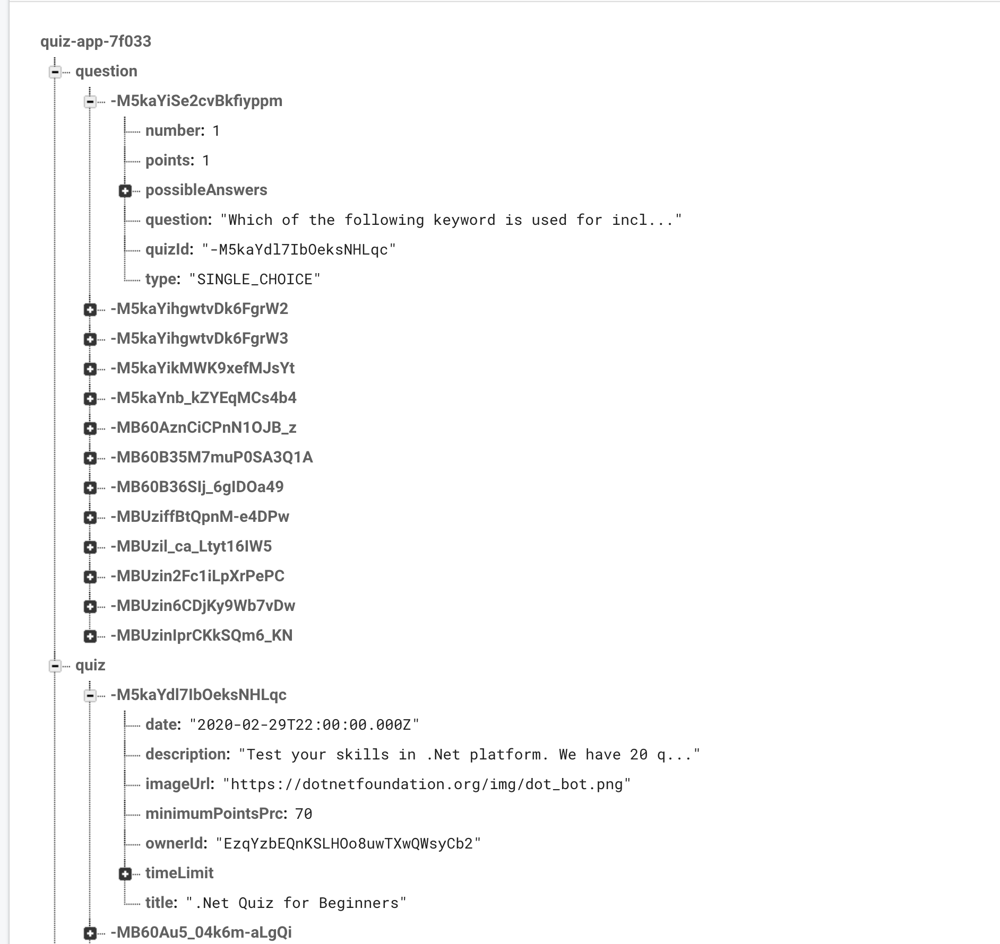 quiz-app-7f033
question
-M5kaYiSe2cvBkfiyppm
number: 1
points: 1
possibleAnswers
question: "Which of the following keyword is used for incl..."
quizId: "-M5kaYdl7IbOeksNHLqc"
type: "SINGLE_CHOICE"
-M5kaYihgwtvDk6FgrW2
-M5kaYihgwtvDk6FgrW3
-M5kaYikMWK9xefMJsYt
-M5kaYnb_kZYEqMCs4b4
-MB60AznCiCPnN1OJB_z
-MB60B35M7muP0SA3Q1A
-MB60B36SIj_6gIDOa49
-MBUziffBtQpnM-e4DPw
-MBUzil_ca_Ltyt16IW5
-MBUzin2Fc1iLpXrPePC
-MBUzin6CDjKy9Wb7vDw
-MBUzinIprCKkSQm6_KN
quiz
-M5kaYdl7IbOeksNHLqc
date: "2020-02-29T22:00:00.000Z"
description: "Test your skills in .Net platform. We have 20 q..."
imageUrl: "https://dotnetfoundation.org/img/dot_bot.png"
minimumPointsPrc: 70
ownerId: "EzqYzbEQnKSLHOo8uwTXwQWsyCb2"
timeLimit
title: ".Net Quiz for Beginners"
-MB60Au5_04k6m-aLgQi